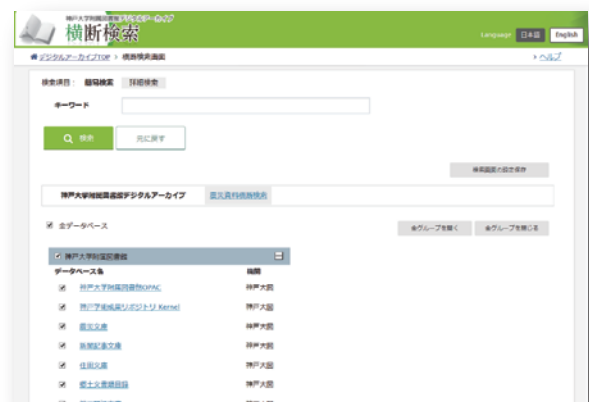 神戸大学附属図書館デジタルアーカイブ
横断検索
Language 日本語 English
デジタルアーカイブTOP > 横断検索画面
ヘルプ
検索項目: 簡易検索 詳細検索
キーワード
検索 元に戻す
検索画面の設定保存
神戸大学附属図書館デジタルアーカイブ 震災資料横断検索
全データベース 全グループを開く 全グループを閉じる
神戸大学附属図書館
データベース名 機関
神戸大学附属図書館OPAC 神戸大図
神戸大学学術成果リポジトリ Kernel 神戸大図
震災文庫 神戸大図
新聞記事文庫 神戸大図
住田文庫 神戸大図
郷土文書類目録 神戸大図